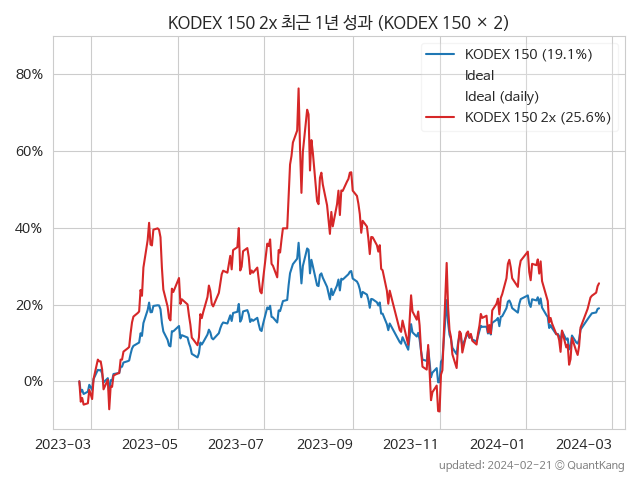 KODEX 150 2x 최근 1년 성과 (KODEX 150 × 2)
KODEX 150 (19.1%)
Ideal
Ideal (daily)
KODEX 150 2x (25.6%)
80%
60%
40%
20%
0%
2023-03 2023-05 2023-07 2023-09 2023-11 2024-01 2024-03
updated: 2024-02-21 © QuantKang